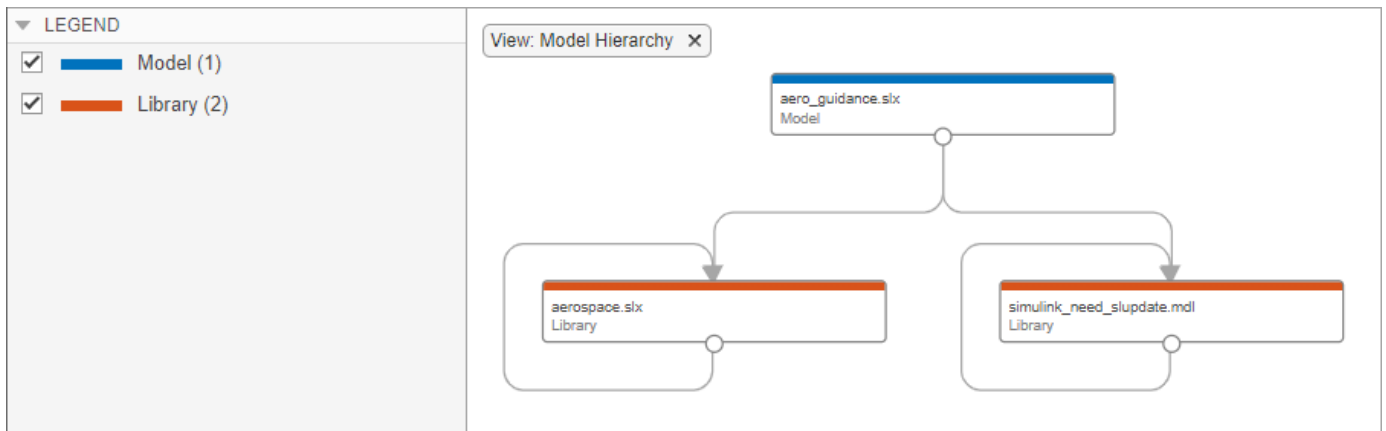 LEGEND
Model (1)
Library (2)
View: Model Hierarchy ×
aero_guidance.slx
Model
aerospace.slx
Library
simulink_need_slupdate.mdl
Library